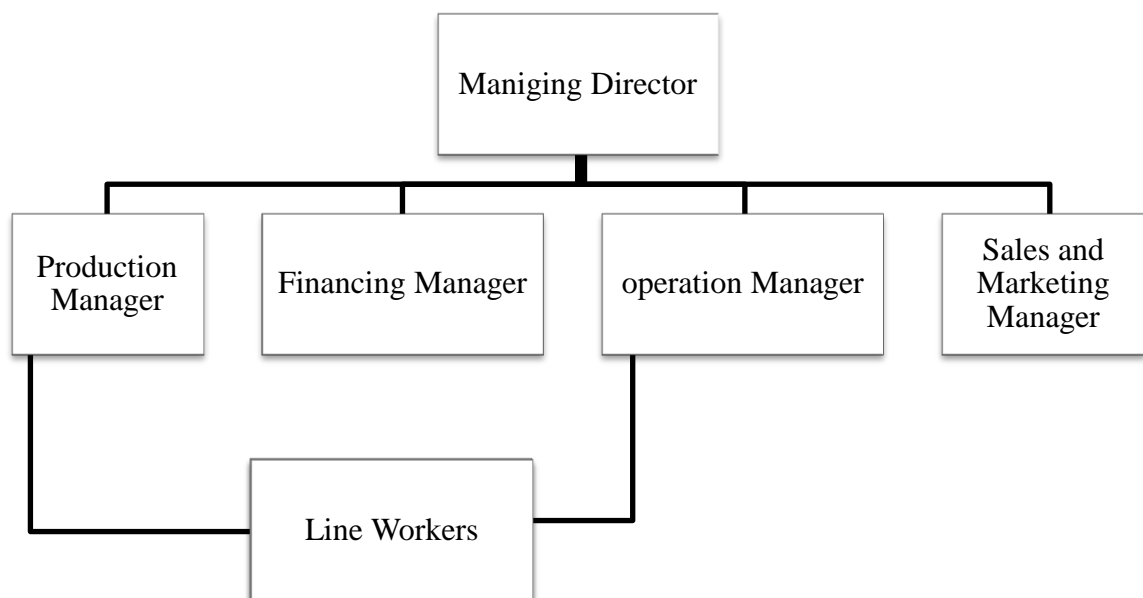 Maniging Director
Production
Manager
Financing Manager
operation Manager
Sales and
Marketing
Manager
Line Workers